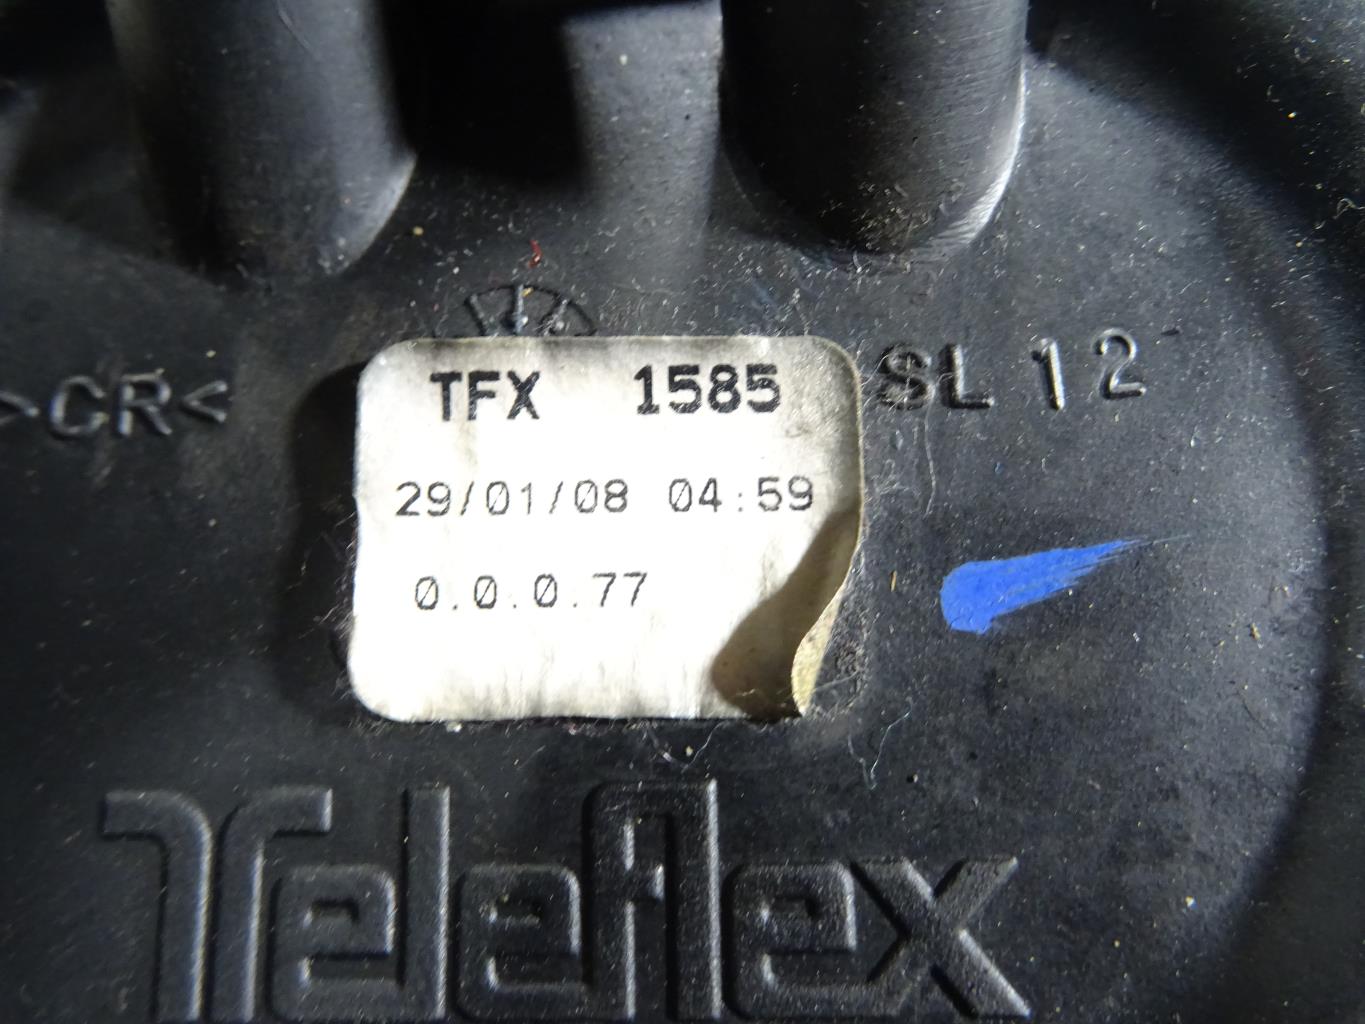 TFX 1585
>CR<
SL 12
29/01/08 04:59
0.0.0.77
Teleflex